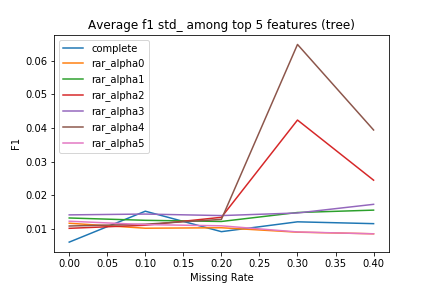 Average f1 std_ among top 5 features (tree)
complete
rar_alpha0
rar_alpha1
rar_alpha2
rar_alpha3
rar_alpha4
rar_alpha5
F1
0.06
0.05
0.04
0.03
0.02
0.01
0.00 0.05 0.10 0.15 0.20 0.25 0.30 0.35 0.40
Missing Rate